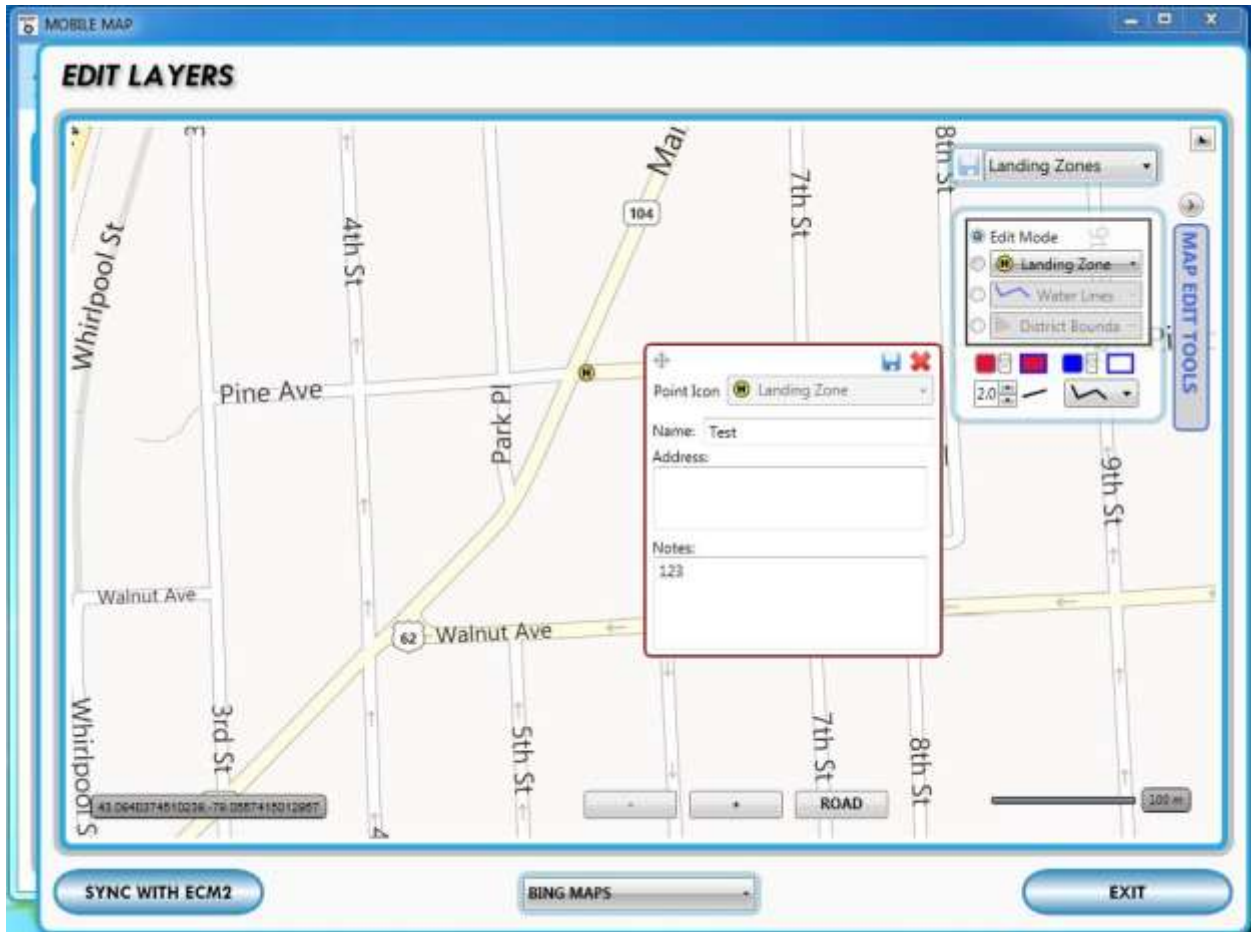 MOBILE MAP
EDIT LAYERS
Whirlpool St
4th St
Mai
104
7th St
8th St
Landing Zones
Edit Mode
Landing Zone
Water Lines
District Bounda
MAP EDIT TOOLS
2.0
Pine Ave
Park Pl
H
Point Icon
Landing Zone
Name: Test
Address:
Notes:
123
9th St
Walnut Ave
62
Walnut Ave
Whirlpool S
3rd St
5th St
7th St
8th St
-
+
ROAD
100 m
SYNC WITH ECM2
BING MAPS
EXIT